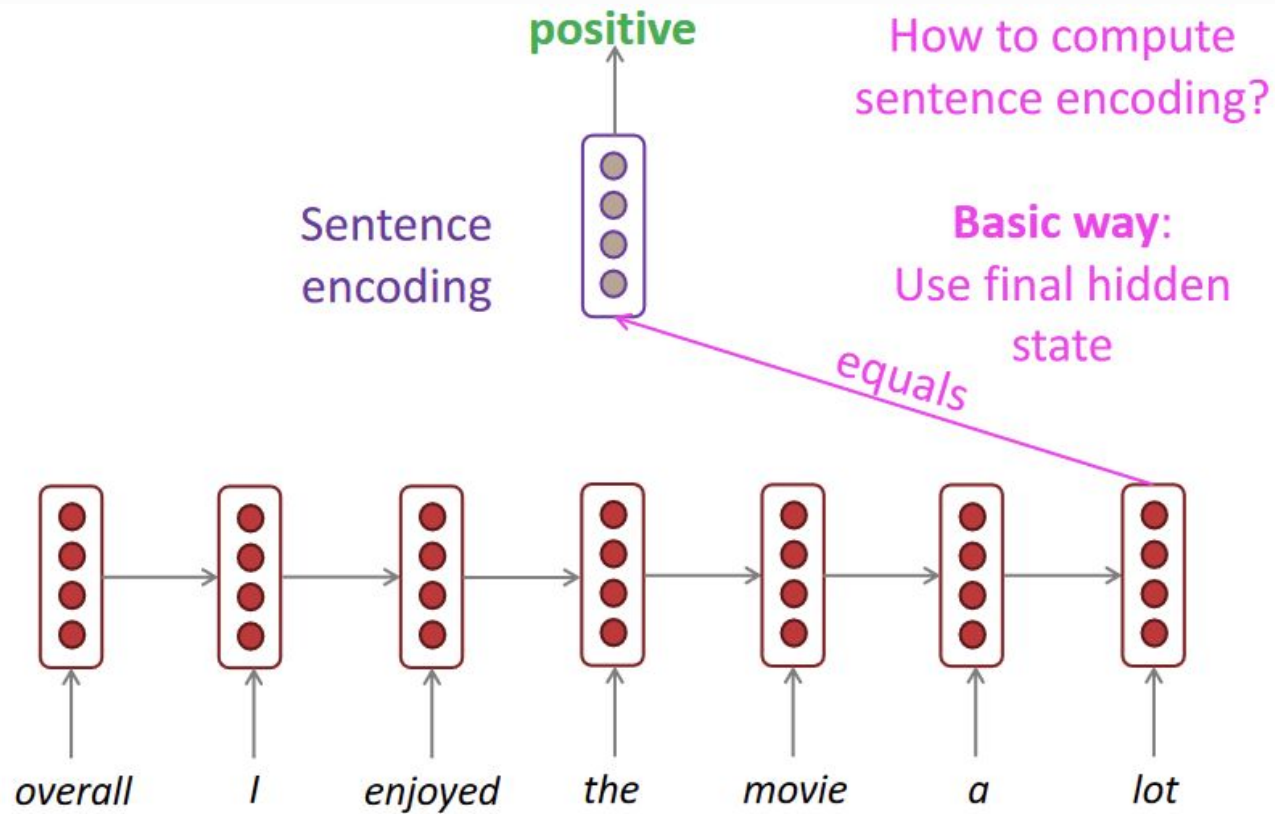 positive
How to compute
sentence encoding?
Sentence
encoding
Basic way:
Use final hidden
state
equals
overall I enjoyed the movie a lot